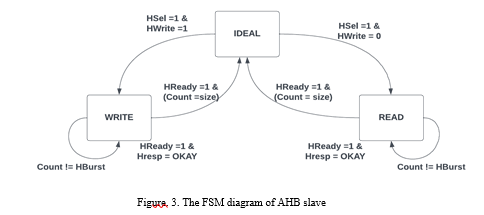 HSel =1 &
HWrite =1
IDEAL
HSel =1 &
HWrite = 0
HReady =1 &
(Count =size)
HReady =1 &
(Count = size)
WRITE
READ
HReady =1 &
Hresp = OKAY
HReady =1 &
Hresp = OKAY
Count != HBurst
Count != HBurst
Figure, 3. The FSM diagram of AHB slave